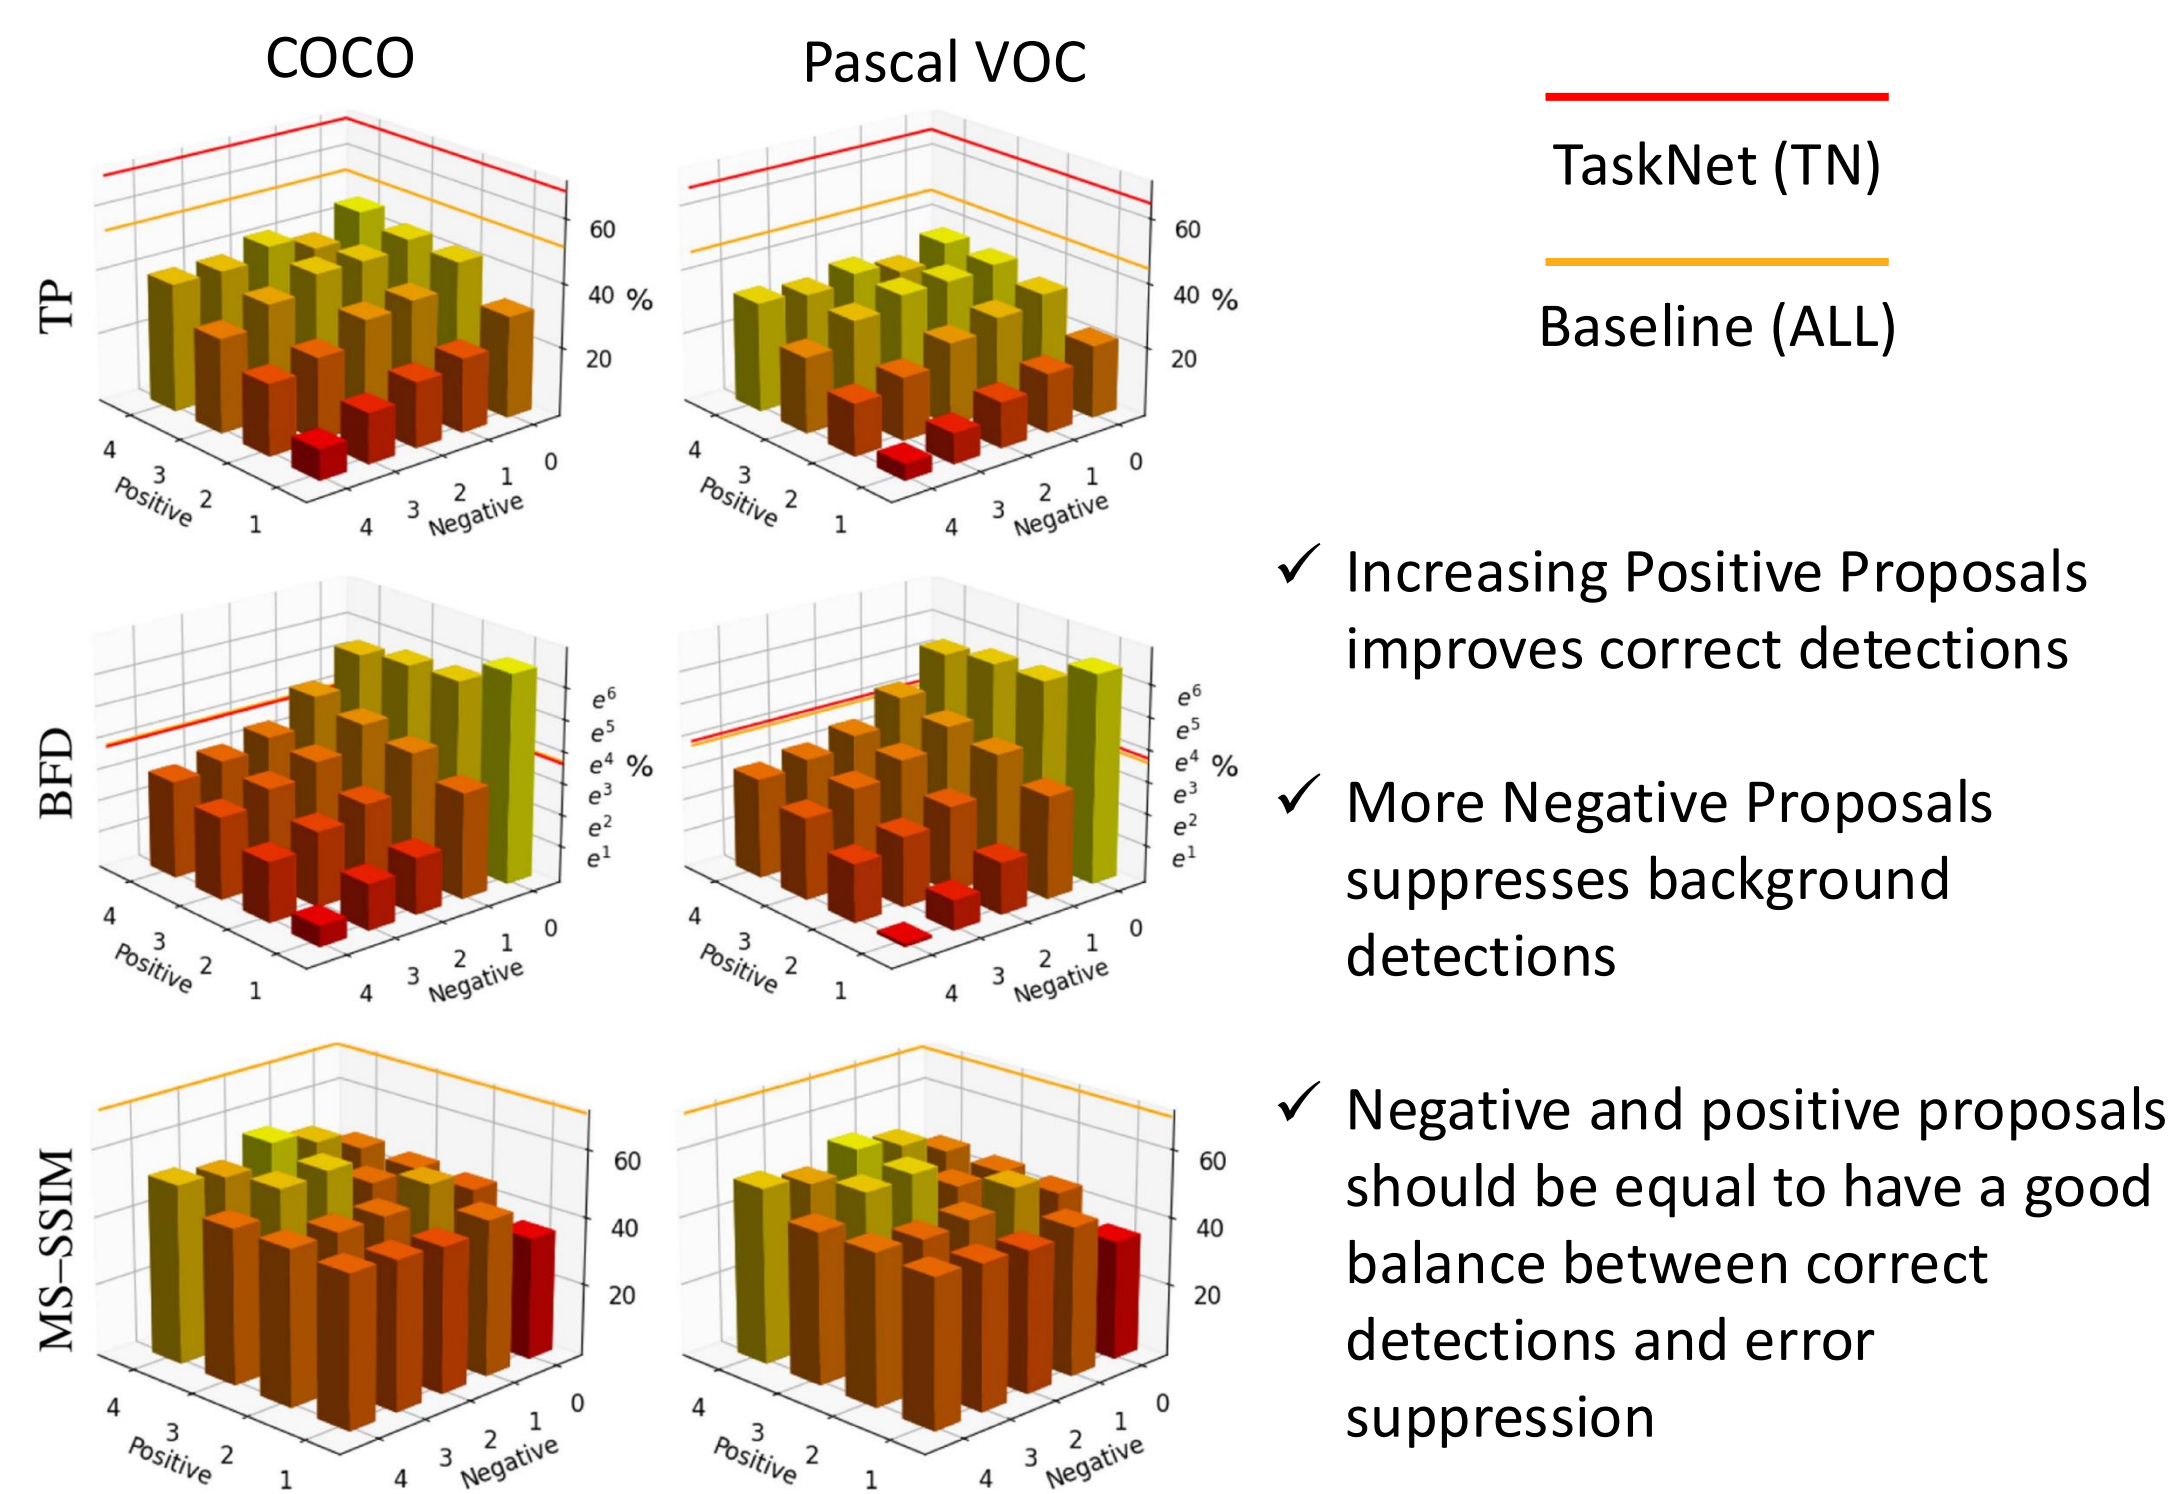 COCO
Pascal VOC
TaskNet (TN)
Baseline (ALL)
TP
60
40 %
20
4
3
2
1
Positive
4
3
2
1
0
Negative
60
40 %
20
4
3
2
1
Positive
4
3
2
1
0
Negative
BFD
e⁶
e⁵
e⁴ %
e³
e²
e¹
4
3
2
1
Positive
4
3
2
1
0
Negative
e⁶
e⁵
e⁴ %
e³
e²
e¹
4
3
2
1
Positive
4
3
2
1
0
Negative
MS–SSIM
60
40
20
4
3
2
1
Positive
4
3
2
1
0
Negative
60
40
20
4
3
2
1
Positive
4
3
2
1
0
Negative
✓ Increasing Positive Proposals
improves correct detections
✓ More Negative Proposals
suppresses background
detections
✓ Negative and positive proposals
should be equal to have a good
balance between correct
detections and error
suppression